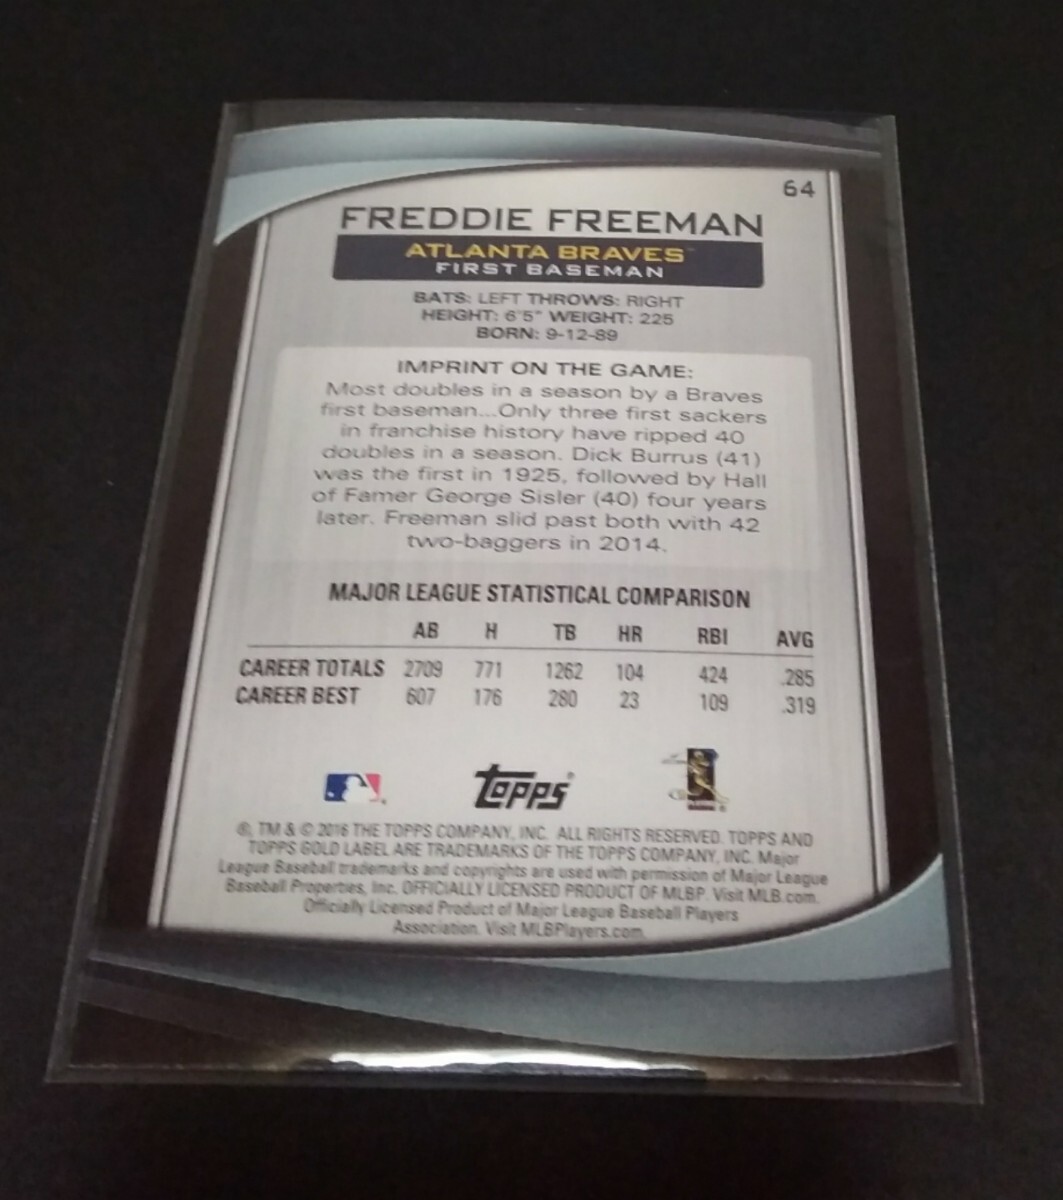 64
FREDDIE FREEMAN
ATLANTA BRAVES™
FIRST BASEMAN
BATS: LEFT THROWS: RIGHT
HEIGHT: 6'5" WEIGHT: 225
BORN: 9-12-89
IMPRINT ON THE GAME:
Most doubles in a season by a Braves
first baseman...Only three first sackers
in franchise history have ripped 40
doubles in a season. Dick Burrus (41)
was the first in 1925, followed by Hall
of Famer George Sisler (40) four years
later. Freeman slid past both with 42
two-baggers in 2014.
MAJOR LEAGUE STATISTICAL COMPARISON
AB H TB HR RBI AVG
CAREER TOTALS 2709 771 1262 104 424 .285
CAREER BEST 607 176 280 23 109 .319
Topps®
®, TM & © 2016 THE TOPPS COMPANY, INC. ALL RIGHTS RESERVED. TOPPS AND
TOPPS GOLD LABEL ARE TRADEMARKS OF THE TOPPS COMPANY, INC. Major
League Baseball trademarks and copyrights are used with permission of Major League
Baseball Properties, Inc. OFFICIALLY LICENSED PRODUCT OF MLBP. Visit MLB.com.
Officially Licensed Product of Major League Baseball Players
Association. Visit MLBPlayers.com.